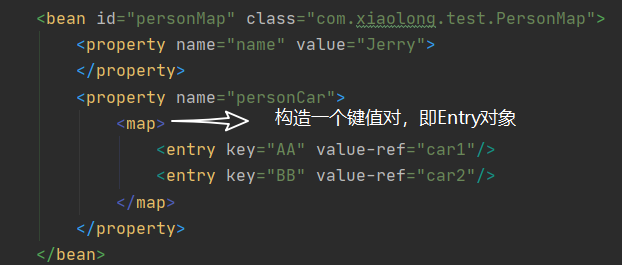 <bean id="personMap" class="com.xiaolong.test.PersonMap">
<property name="name" value="Jerry">
</property>
<property name="personCar">
<map> 构造一个键值对，即Entry对象
<entry key="AA" value-ref="car1"/>
<entry key="BB" value-ref="car2"/>
</map>
</property>
</bean>